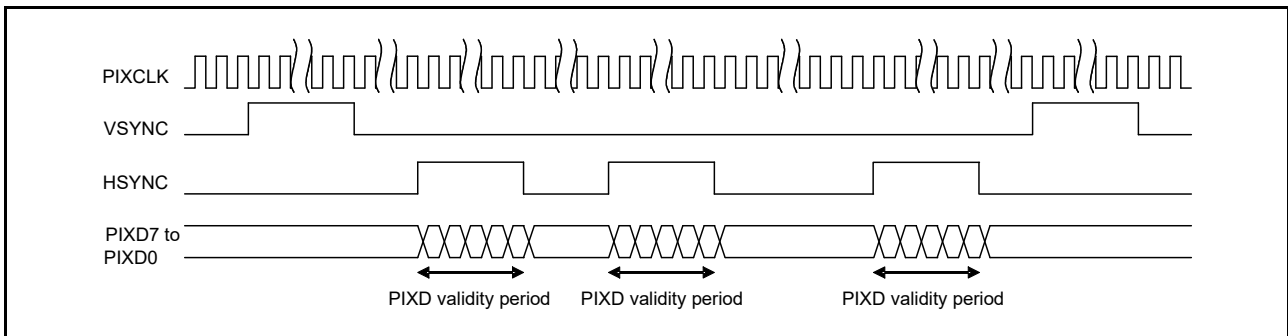 PIXCLK
VSYNC
HSYNC
PIXD7 to
PIXD0
PIXD validity period
PIXD validity period
PIXD validity period